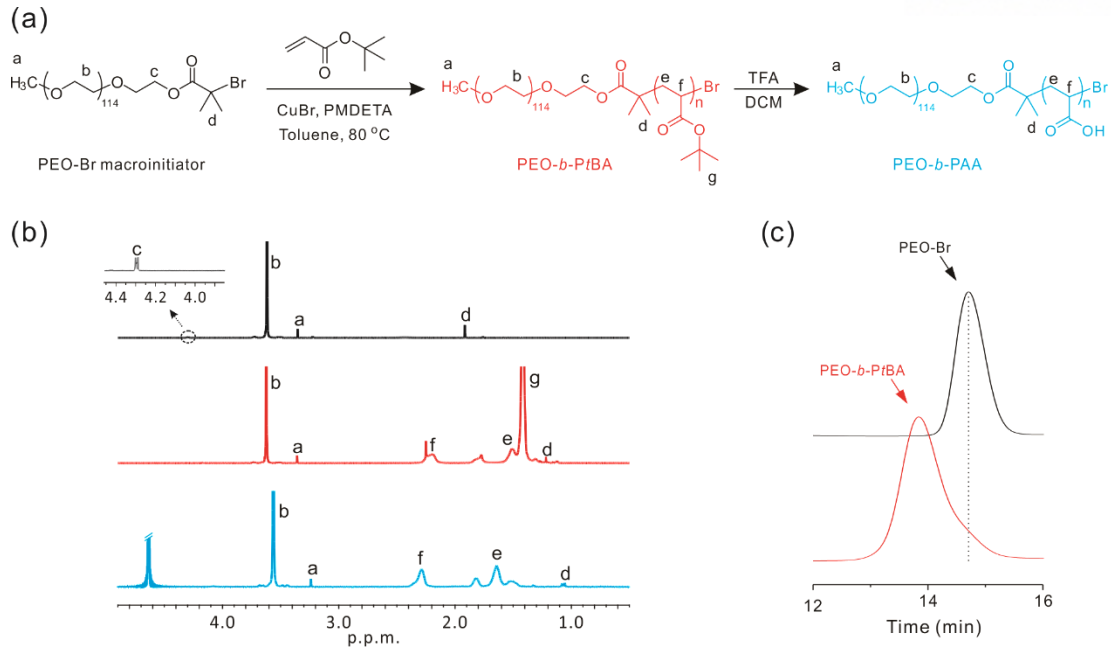 (a)
a
H₃C
O
b
114
O
c
O
O
Br
d
PEO-Br macroinitiator
O
O
CuBr, PMDETA
Toluene, 80 °C
a
H₃C
O
b
114
O
c
O
O
d
e
f
n
Br
O
O
g
PEO-b-PtBA
TFA
DCM
a
H₃C
O
b
114
O
c
O
O
d
e
f
n
Br
O
OH
PEO-b-PAA
(b)
c
4.4 4.2 4.0
b
a
d
b
a
f
e
g
d
b
a
f
e
d
4.0 3.0 2.0 1.0
p.p.m.
(c)
PEO-Br
PEO-b-PtBA
12 14 16
Time (min)